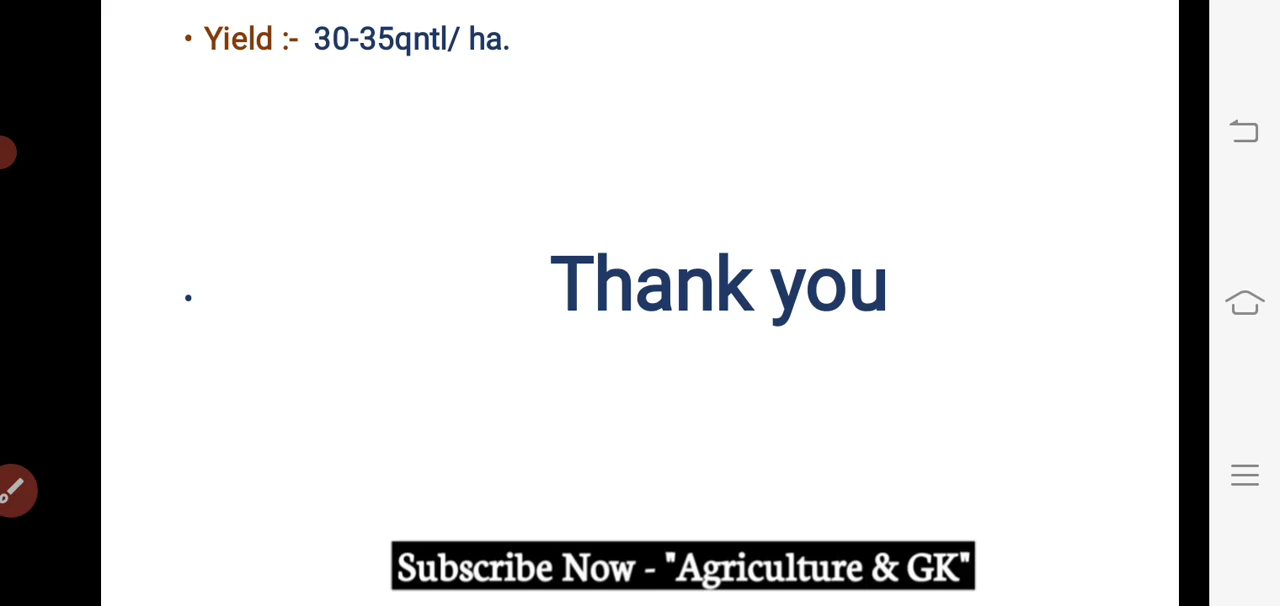 • Yield :- 30-35qntl/ ha.
• Thank you
Subscribe Now - "Agriculture & GK"